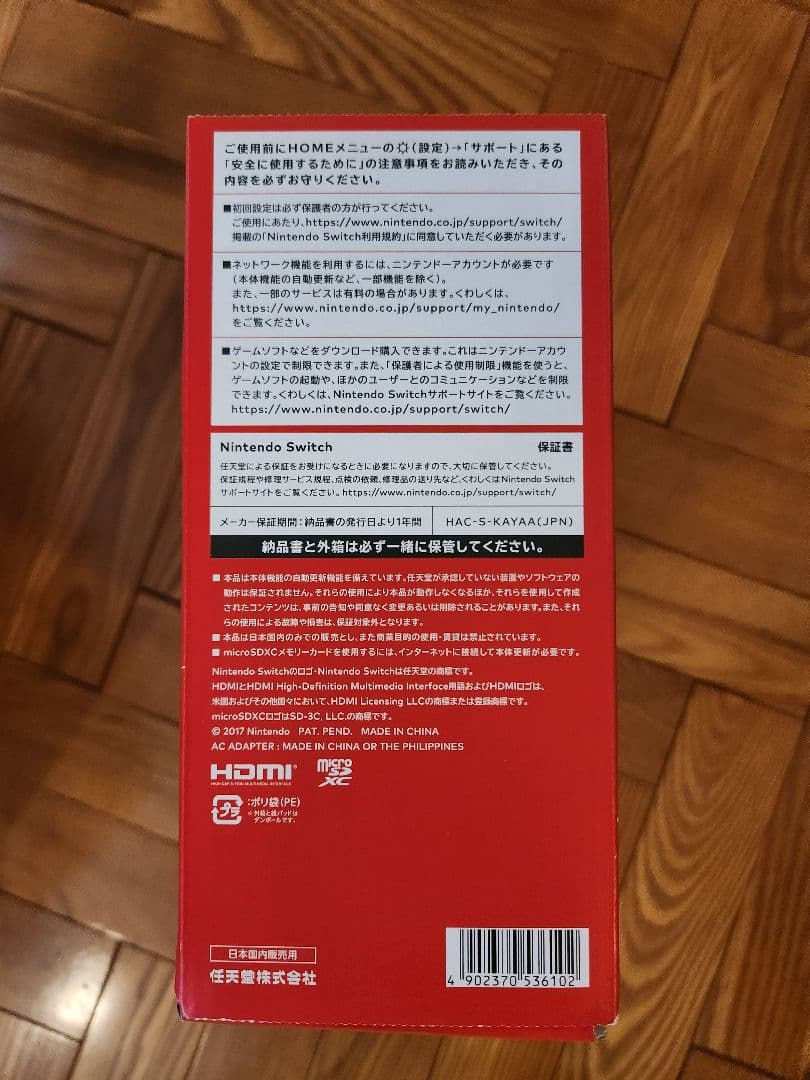 ご使用前にHOMEメニューの(設定)→「サポート」にある
「安全に使用するために」の注意事項をお読みいただき、その
内容を必ずお守りください。
■初回設定は必ず保護者の方が行ってください。
ご使用にあたり、https://www.nintendo.co.jp/support/switch/
掲載の「Nintendo Switch利用規約」に同意していただく必要があります。
■ネットワーク機能を利用するには、ニンテンドーアカウントが必要です
(本体機能の自動更新など、一部機能を除く)。
また、一部のサービスは有料の場合があります。くわしくは、
https://www.nintendo.co.jp/support/my_nintendo/
をご覧ください。
■ゲームソフトなどをダウンロード購入できます。これはニンテンドーアカウ
ントの設定で制限できます。また、「保護者による使用制限」機能を使うと、
ゲームソフトの起動や、ほかのユーザーとのコミュニケーションなどを制限
できます。くわしくは、Nintendo Switchサポートサイトをご覧ください。
https://www.nintendo.co.jp/support/switch/
Nintendo Switch 保証書
任天堂による保証をお受けになるときに必要になりますので、大切に保管してください。
保証規程や修理サービス規程、点検の依頼、修理品の送り先など、くわしくはNintendo Switch
サポートサイトをご覧ください。https://www.nintendo.co.jp/support/switch/
メーカー保証期間:納品書の発行日より1年間 HAC-S-KAYAA(JPN)
納品書と外箱は必ず一緒に保管してください。
■ 本品は本体機能の自動更新機能を備えています。任天堂が承認していない装置やソフトウェアの
動作は保証されません。それらの使用により本品が動作しなくなるほか、それらを使用して作成
されたコンテンツは、事前の告知や同意なく変更あるいは削除されることがあります。また、それ
らの使用による故障や損害は、保証対象外となります。
■ 本品は日本国内のみでの販売とし、また商業目的の使用・賃貸は禁止されています。
■ microSDXCメモリーカードを使用するには、インターネットに接続して本体更新が必要です。
Nintendo Switchのロゴ・Nintendo Switchは任天堂の商標です。
HDMIとHDMI High-Definition Multimedia Interface用語およびHDMIロゴは、
米国およびその他国々において、HDMI Licensing LLCの商標または登録商標です。
microSDXCロゴはSD-3C, LLC.の商標です。
© 2017 Nintendo PAT. PEND. MADE IN CHINA
AC ADAPTER : MADE IN CHINA OR THE PHILIPPINES
HDMI® micro SD XC
HIGH-DEFINITION MULTIMEDIA INTERFACE
プラ :ポリ袋(PE)
※外箱と紙パッドは
ダンボールです。
日本国内販売用
任天堂株式会社
4 902370 536102